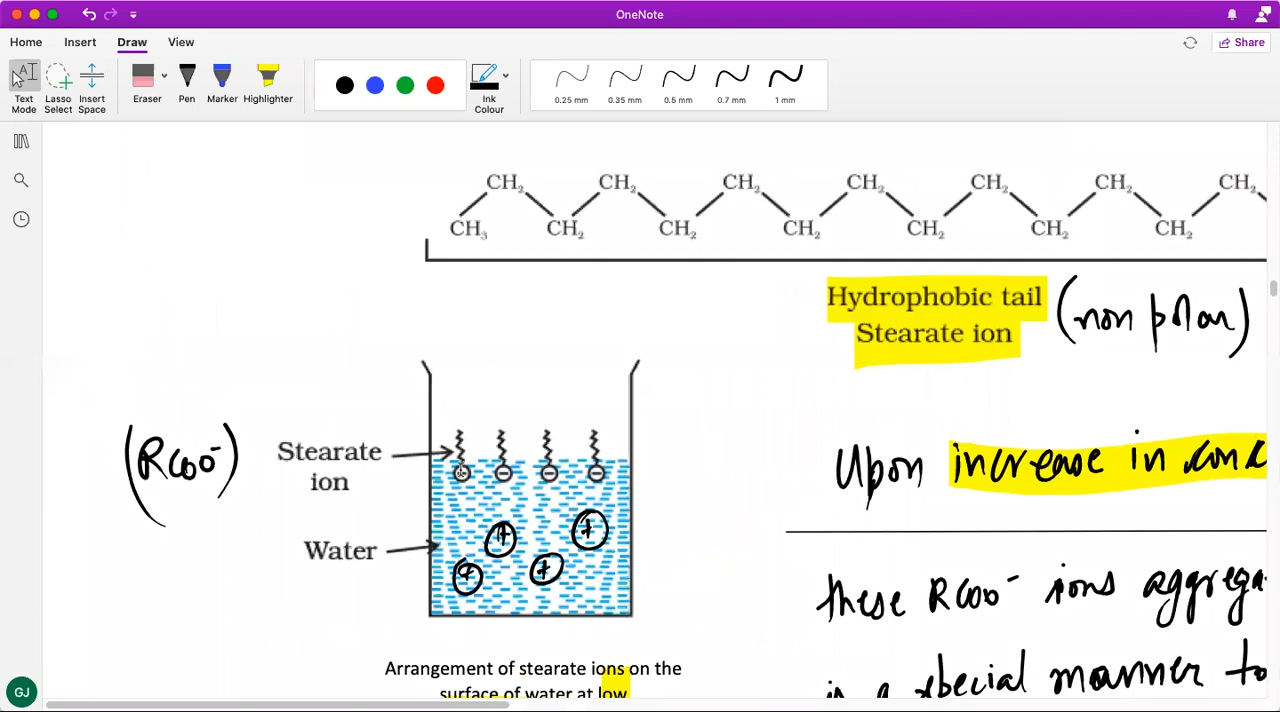 OneNote
Home Insert Draw View
Share
Text Mode
Lasso Select
Insert Space
Eraser
Pen
Marker
Highlighter
Ink Colour
0.25 mm
0.35 mm
0.5 mm
0.7 mm
1 mm
CH₂ CH₂ CH₂ CH₂ CH₂ CH₂ CH₂
CH₃ CH₂ CH₂ CH₂ CH₂ CH₂ CH₂
Hydrophobic tail
Stearate ion
(non polar)
(RCOO⁻)
Stearate
ion
Water
− − − −
+ + + +
Upon increase in conc
these RCOO⁻ ions aggrega
in a special manner to
Arrangement of stearate ions on the
surface of water at low
GJ